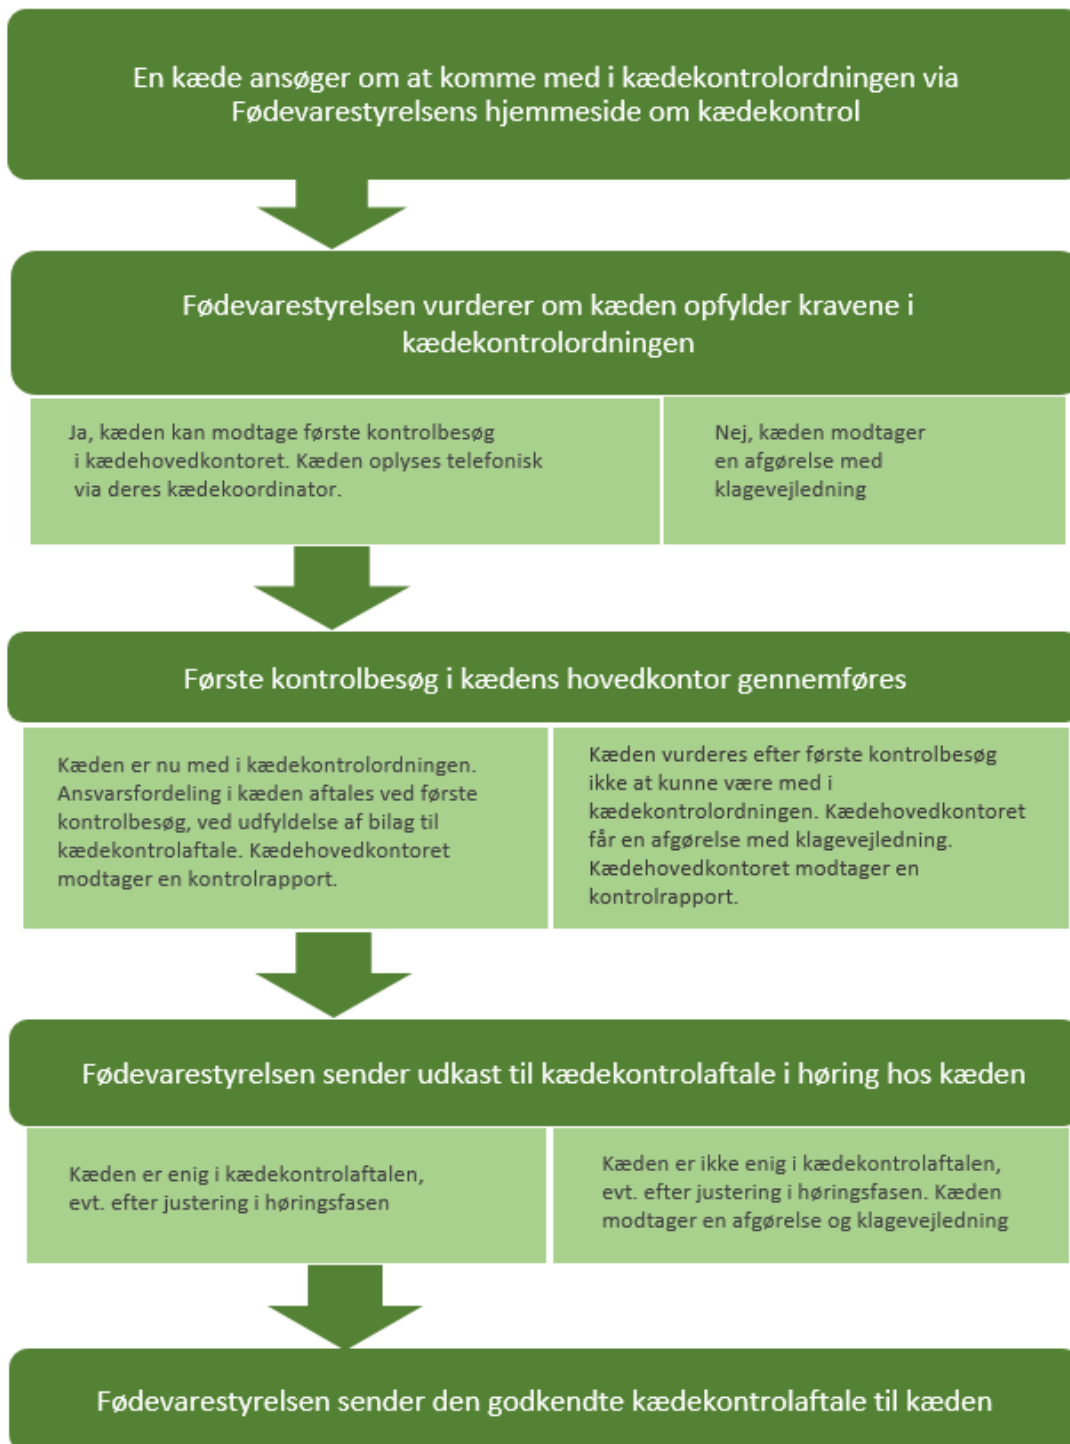 En kæde ansøger om at komme med i kædekontrolordningen via
Fødevarestyrelsens hjemmeside om kædekontrol
Fødevarestyrelsen vurderer om kæden opfylder kravene i
kædekontrolordningen
Ja, kæden kan modtage første kontrolbesøg
i kædehovedkontoret. Kæden oplyses telefonisk
via deres kædekoordinator.
Nej, kæden modtager
en afgørelse med
klagevejledning
Første kontrolbesøg i kædens hovedkontor gennemføres
Kæden er nu med i kædekontrolordningen.
Ansvarsfordeling i kæden aftales ved første
kontrolbesøg, ved udfyldelse af bilag til
kædekontrolaftale. Kædehovedkontoret
modtager en kontrolrapport.
Kæden vurderes efter første kontrolbesøg
ikke at kunne være med i
kædekontrolordningen. Kædehovedkontoret
får en afgørelse med klagevejledning.
Kædehovedkontoret modtager en
kontrolrapport.
Fødevarestyrelsen sender udkast til kædekontrolaftale i høring hos kæden
Kæden er enig i kædekontrolaftalen,
evt. efter justering i høringsfasen
Kæden er ikke enig i kædekontrolaftalen,
evt. efter justering i høringsfasen. Kæden
modtager en afgørelse og klagevejledning
Fødevarestyrelsen sender den godkendte kædekontrolaftale til kæden